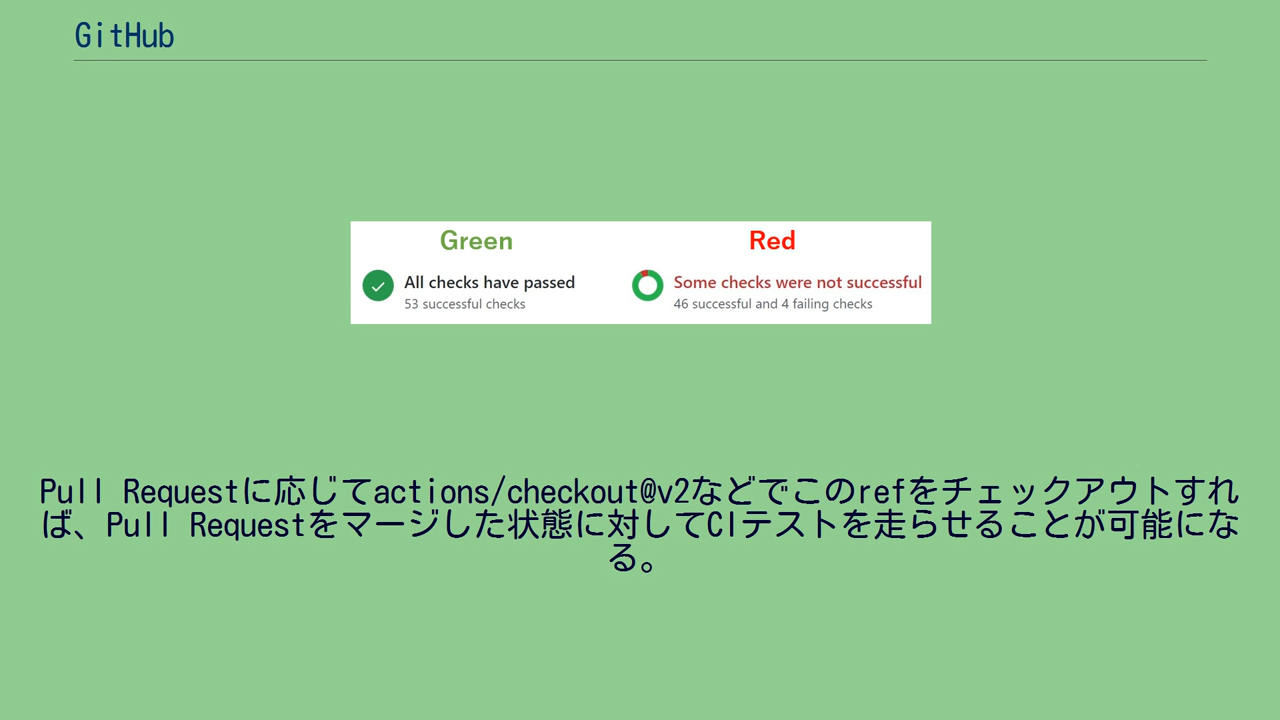 GitHub
Green
Red
All checks have passed
53 successful checks
Some checks were not successful
46 successful and 4 failing checks
Pull Requestに応じてactions/checkout@v2などでこのrefをチェックアウトすれ
ば、Pull Requestをマージした状態に対してCIテストを走らせることが可能にな
る。